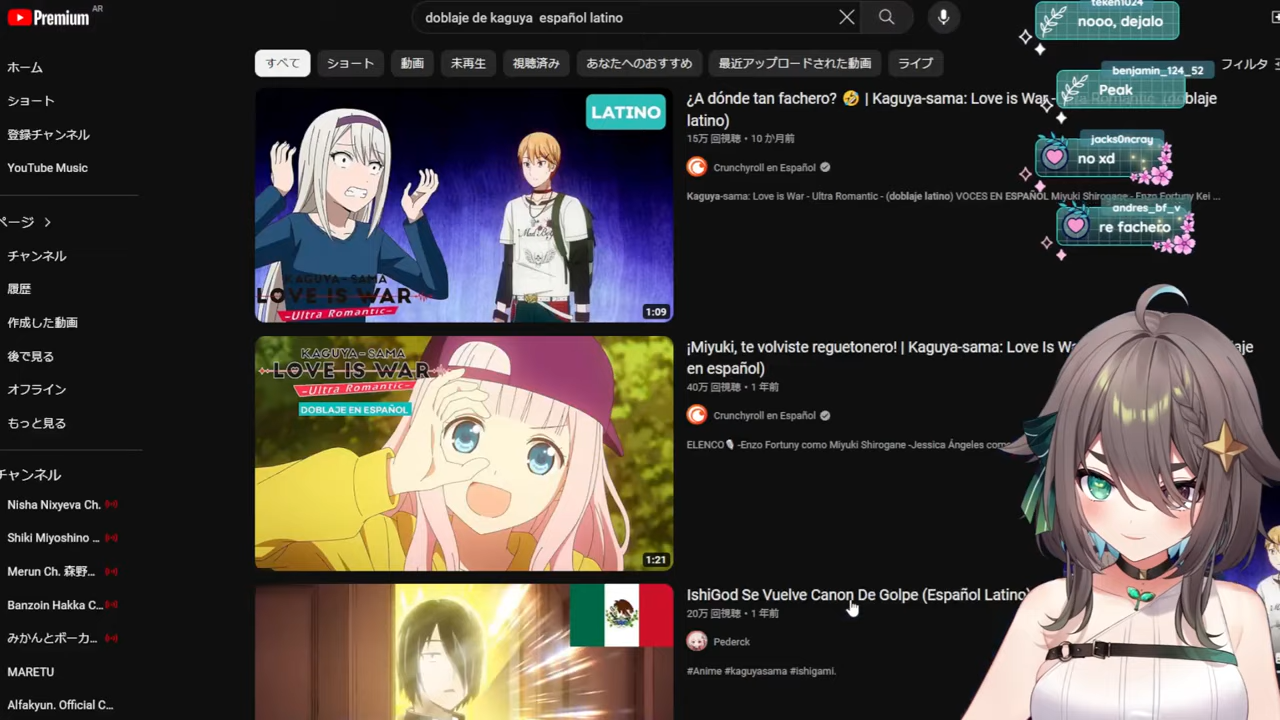 Premium AR
doblaje de kaguya español latino
teken1024
nooo, dejalo
ホーム
すべて
ショート
動画
未再生
視聴済み
あなたへのおすすめ
最近アップロードされた動画
ライブ
フィルタ
benjamin_124_52
Peak
ショート
登録チャンネル
YouTube Music
ページ
チャンネル
履歴
作成した動画
後で見る
オフライン
もっと見る
チャンネル
Nisha Nixyeva Ch.
Shiki Miyoshino ...
Merun Ch. 森野...
Banzoin Hakka C...
みかんとポーカ...
MARETU
Alfakyun. Official C...
LATINO
KAGUYA-SAMA
LOVE IS WAR
-Ultra Romantic-
1:09
¿A dónde tan fachero? 🤣 | Kaguya-sama: Love is War - Ultra Romantic (doblaje
latino)
15万 回視聴・10 か月前
Crunchyroll en Español
Kaguya-sama: Love is War - Ultra Romantic - (doblaje latino) VOCES EN ESPAÑOL Miyuki Shirogane - Enzo Fortuny Kei ...
jacks0ncray
no xd
andres_bf_v
re fachero
KAGUYA-SAMA
LOVE IS WAR
-Ultra Romantic-
DOBLAJE EN ESPAÑOL
1:21
¡Miyuki, te volviste reguetonero! | Kaguya-sama: Love Is Wa
en español)
40万 回視聴・1 年前
Crunchyroll en Español
ELENCO🎙 -Enzo Fortuny como Miyuki Shirogane -Jessica Ángeles com
IshiGod Se Vuelve Canon De Golpe (Español Latino)
20万 回視聴・1 年前
Pederck
#Anime #kaguyasama #ishigami.